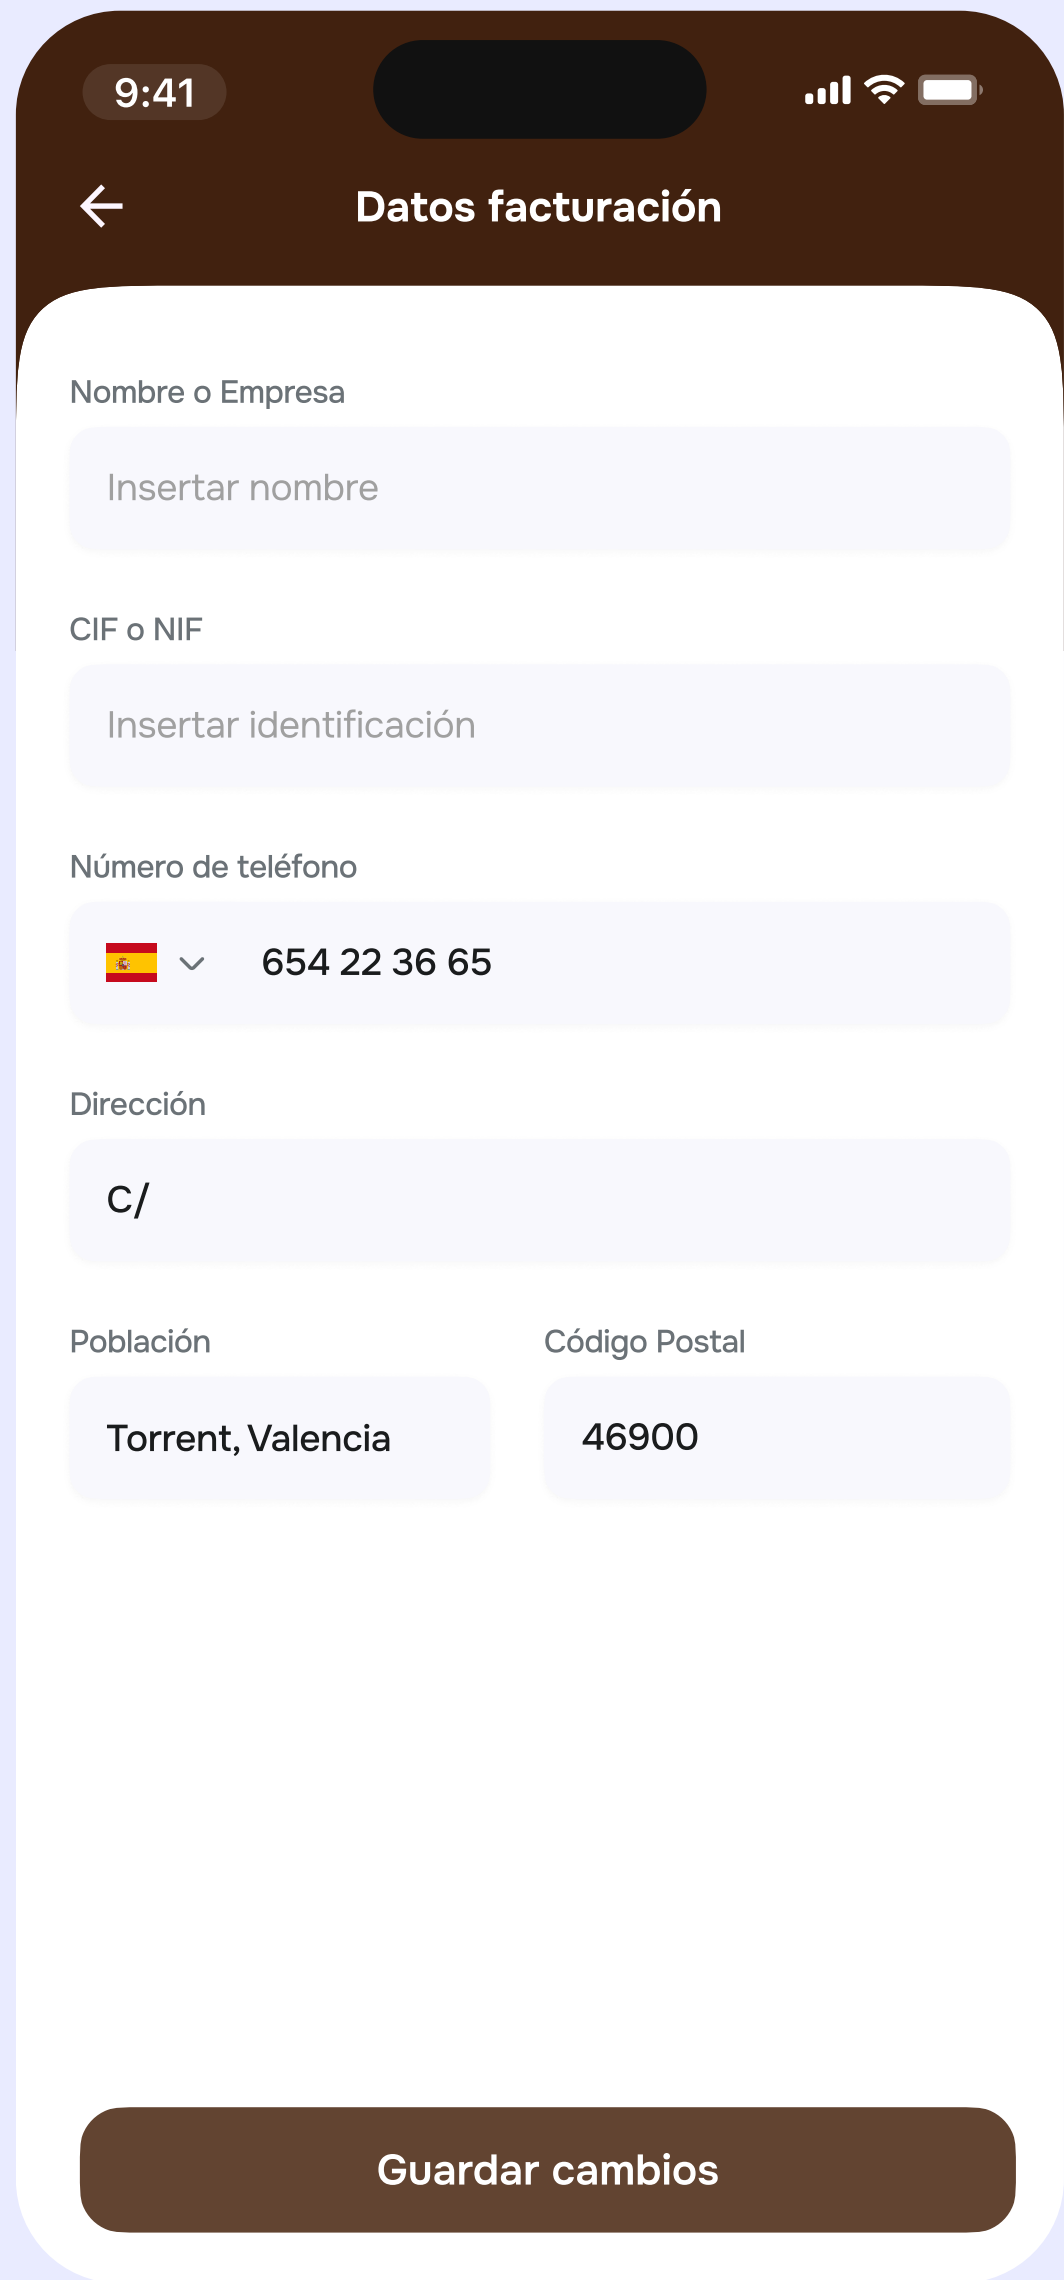 9:41
Datos facturación
Nombre o Empresa
Insertar nombre
CIF o NIF
Insertar identificación
Número de teléfono
654 22 36 65
Dirección
C/
Población
Código Postal
Torrent, Valencia
46900
Guardar cambios